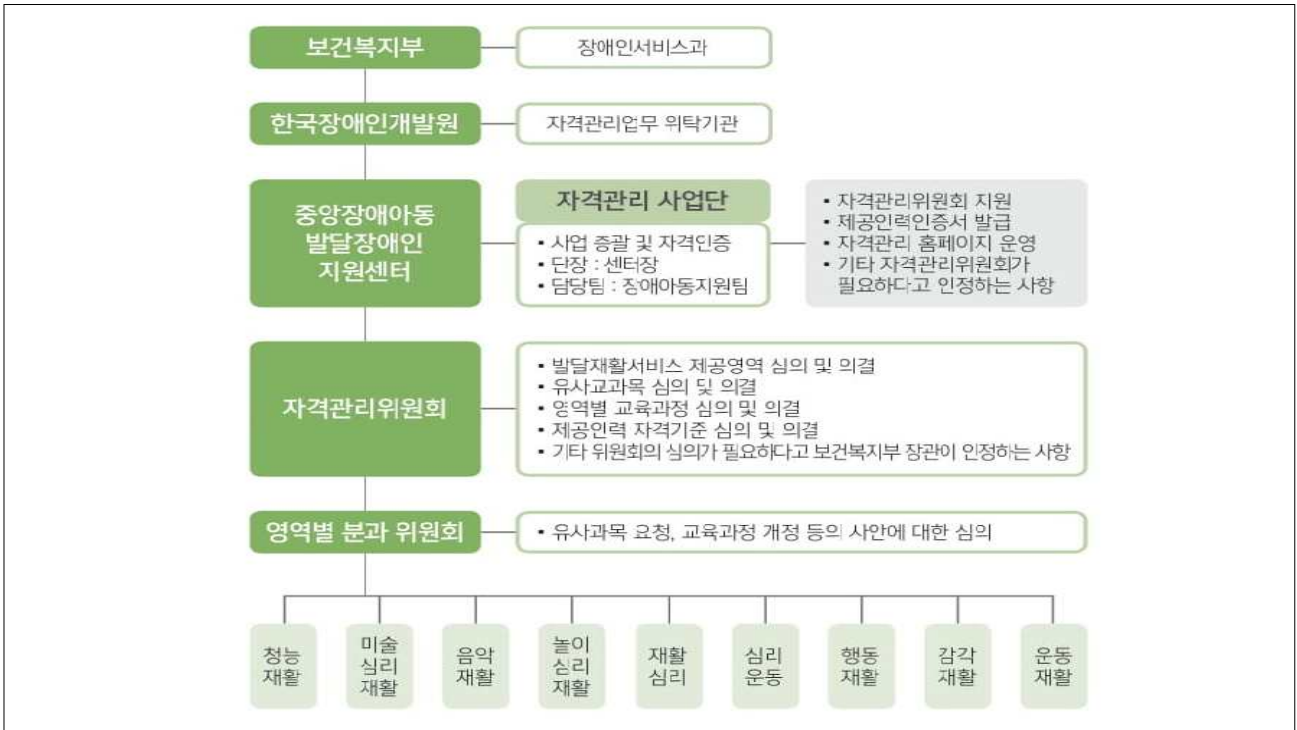 보건복지부
장애인서비스과
한국장애인개발원
자격관리업무 위탁기관
중앙장애아동
발달장애인
지원센터
자격관리 사업단
▪ 사업 총괄 및 자격인증
▪ 단장 : 센터장
▪ 담당팀 : 장애아동지원팀
▪ 자격관리위원회 지원
▪ 제공인력인증서 발급
▪ 자격관리 홈페이지 운영
▪ 기타 자격관리위원회가
필요하다고 인정하는 사항
자격관리위원회
▪ 발달재활서비스 제공영역 심의 및 의결
▪ 유사교과목 심의 및 의결
▪ 영역별 교육과정 심의 및 의결
▪ 제공인력 자격기준 심의 및 의결
▪ 기타 위원회의 심의가 필요하다고 보건복지부 장관이 인정하는 사항
영역별 분과 위원회
▪ 유사과목 요청, 교육과정 개정 등의 사안에 대한 심의
청능
재활
미술
심리
재활
음악
재활
놀이
심리
재활
재활
심리
심리
운동
행동
재활
감각
재활
운동
재활